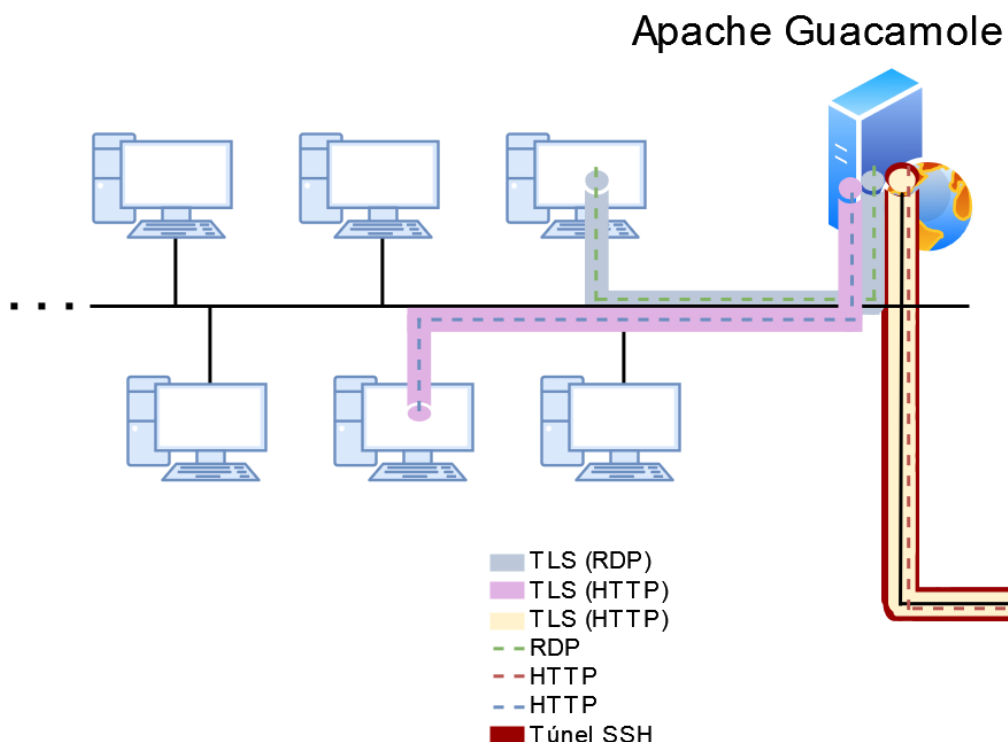 Apache Guacamole
...
TLS (RDP)
TLS (HTTP)
TLS (HTTP)
RDP
HTTP
HTTP
Túnel SSH